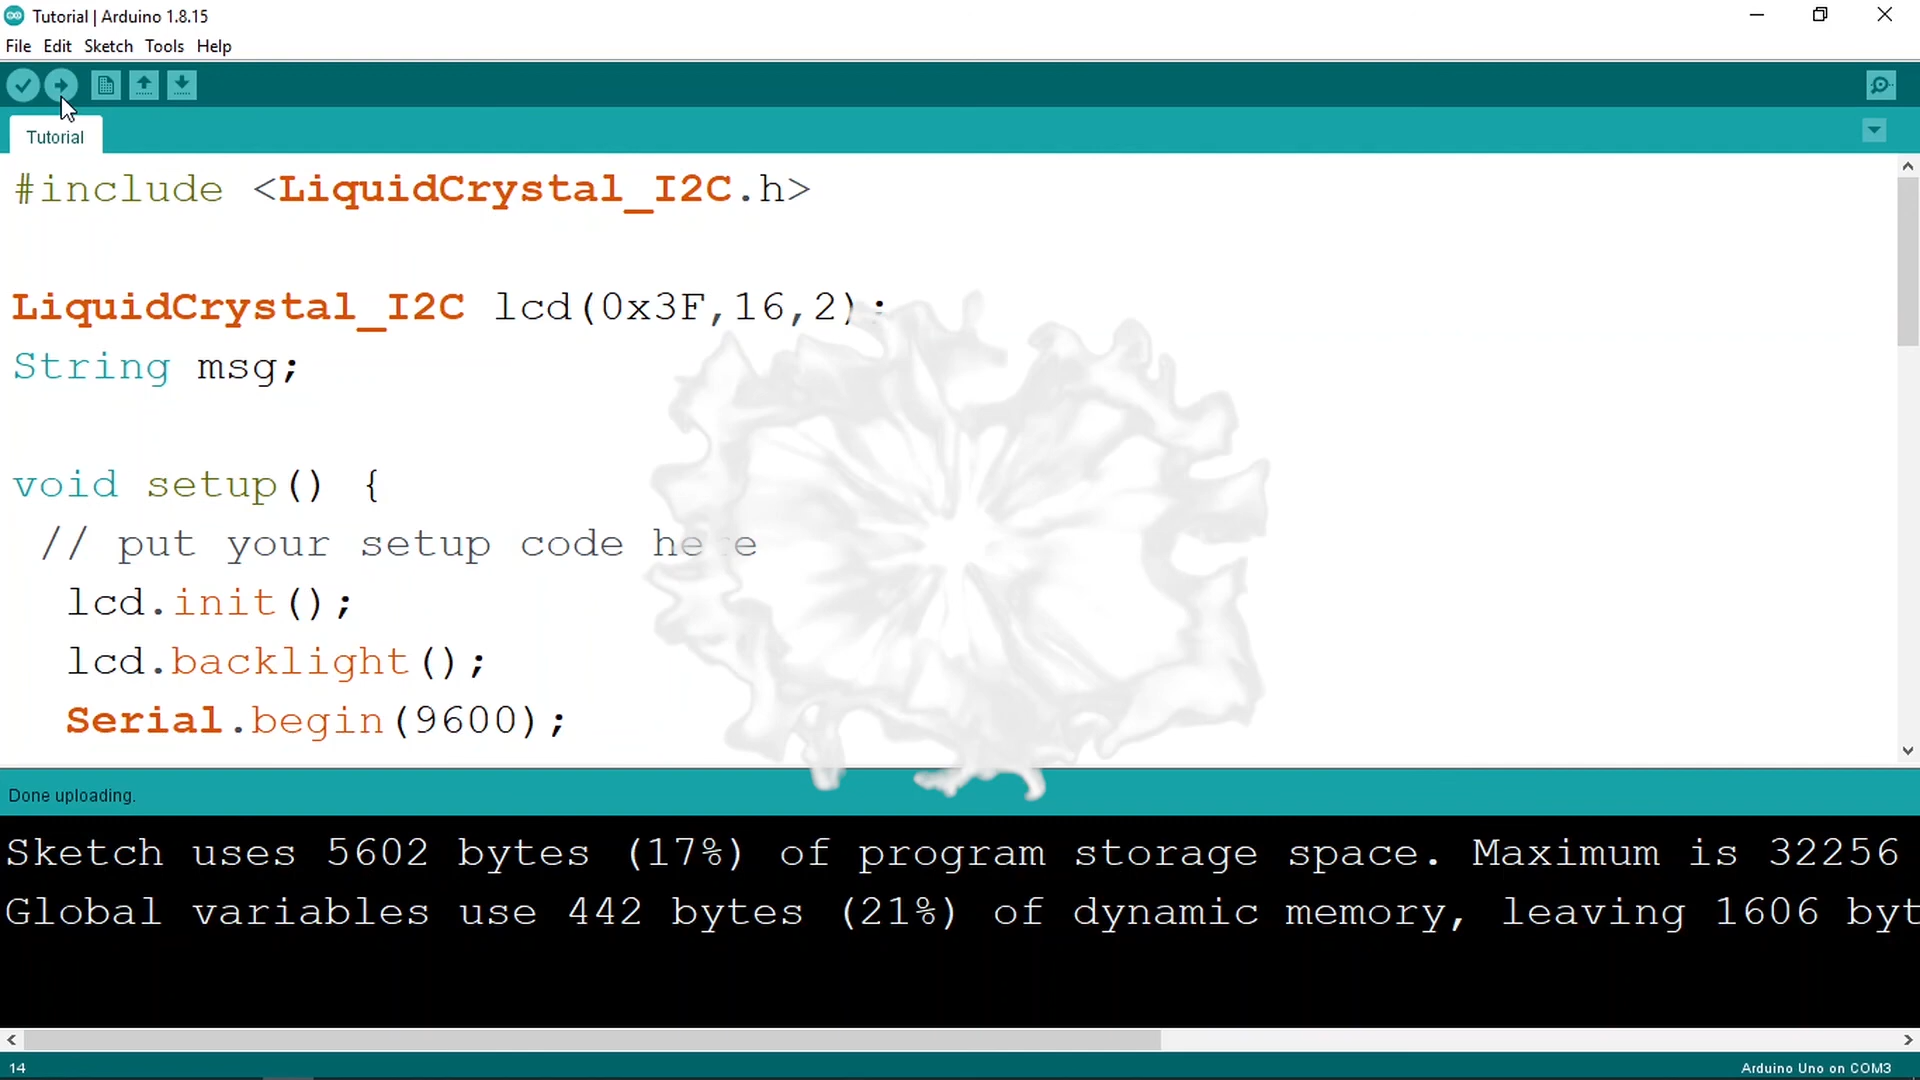 Tutorial | Arduino 1.8.15
File Edit Sketch Tools Help
Tutorial
#include <LiquidCrystal_I2C.h>
LiquidCrystal_I2C lcd(0x3F,16,2);
String msg;
void setup() {
// put your setup code here
lcd.init();
lcd.backlight();
Serial.begin(9600);
Done uploading.
Sketch uses 5602 bytes (17%) of program storage space. Maximum is 32256
Global variables use 442 bytes (21%) of dynamic memory, leaving 1606 byt
14
Arduino Uno on COM3